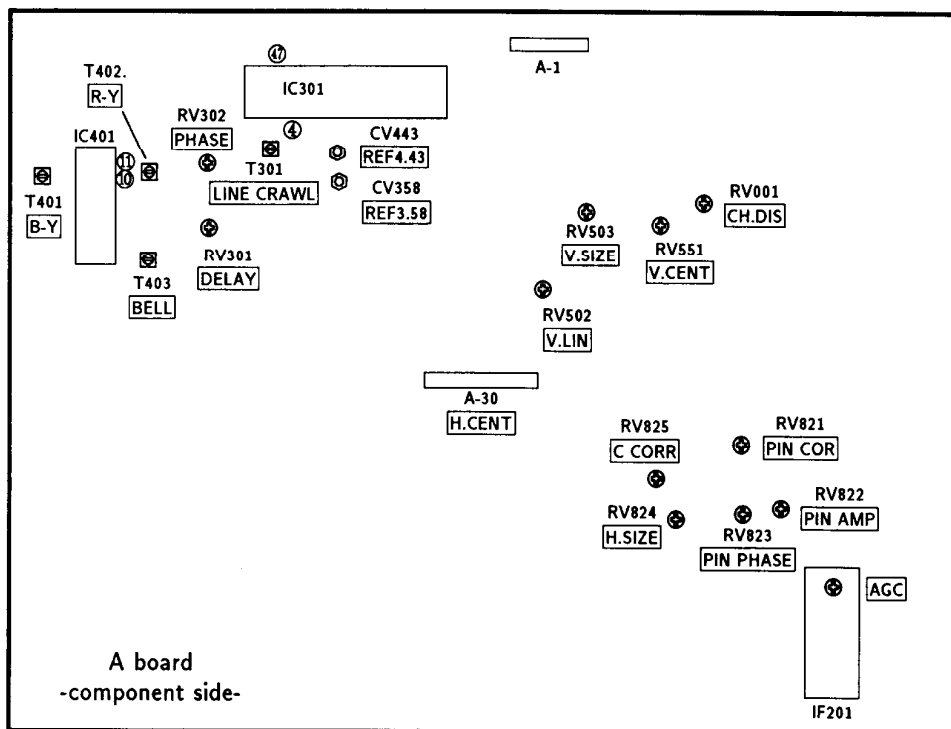 47
A-1
T402.
R-Y
IC301
RV302
PHASE
IC401
4
CV443
REF4.43
11
10
T301
LINE CRAWL
CV358
REF3.58
T401
B-Y
RV001
CH.DIS
RV503
V.SIZE
RV551
V.CENT
RV301
DELAY
T403
BELL
RV502
V.LIN
A-30
H.CENT
RV825
C CORR
RV821
PIN COR
RV822
PIN AMP
RV824
H.SIZE
RV823
PIN PHASE
AGC
A board
-component side-
IF201